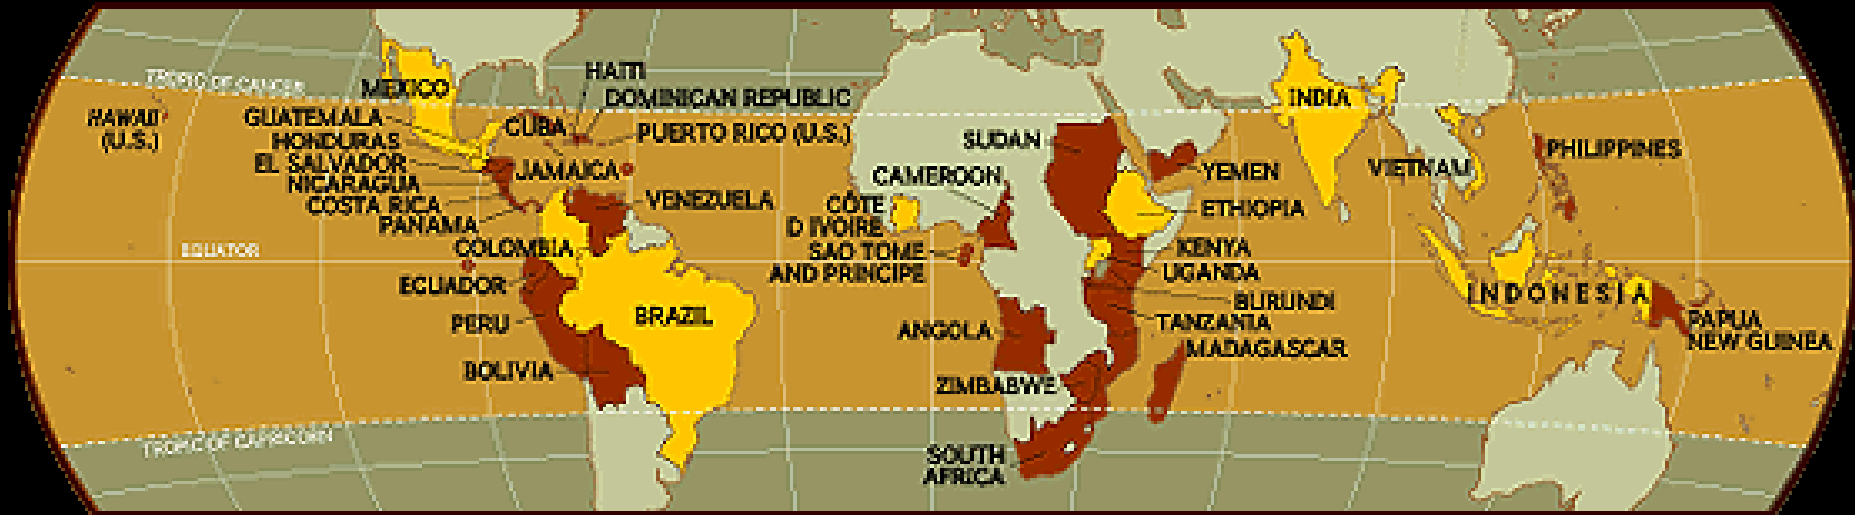 TROPIC OF CANCER
HAWAII
(U.S.)
MEXICO
GUATEMALA
HONDURAS
EL SALVADOR
NICARAGUA
COSTA RICA
PANAMA
COLOMBIA
ECUADOR
PERU
BOLIVIA
HAITI
DOMINICAN REPUBLIC
CUBA
PUERTO RICO (U.S.)
JAMAICA
VENEZUELA
BRAZIL
EQUATOR
TROPIC OF CAPRICORN
SUDAN
CAMEROON
CÔTE
D IVOIRE
SAO TOME
AND PRINCIPE
ANGOLA
ZIMBABWE
SOUTH
AFRICA
YEMEN
ETHIOPIA
KENYA
UGANDA
BURUNDI
TANZANIA
MADAGASCAR
INDIA
VIETNAM
PHILIPPINES
INDONESIA
PAPUA
NEW GUINEA